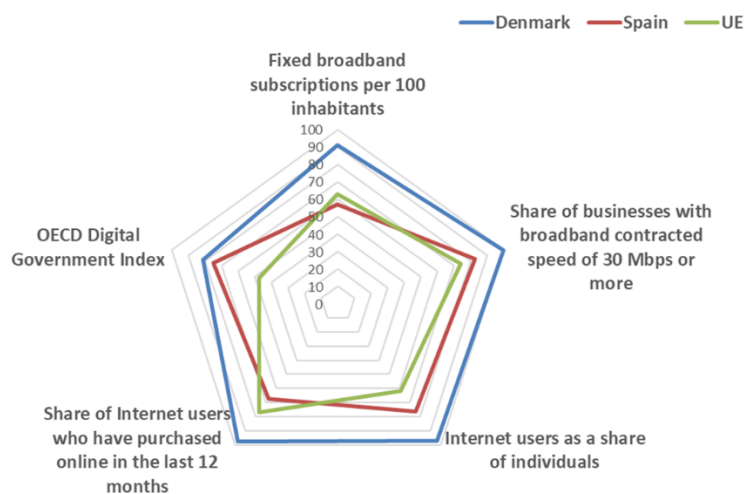 Denmark Spain UE
Fixed broadband
subscriptions per 100
inhabitants
100
90
80
70
60
50
40
30
20
10
0
Share of businesses with
broadband contracted
speed of 30 Mbps or
more
OECD Digital
Government Index
Share of Internet users
who have purchased
online in the last 12
months
Internet users as a share
of individuals